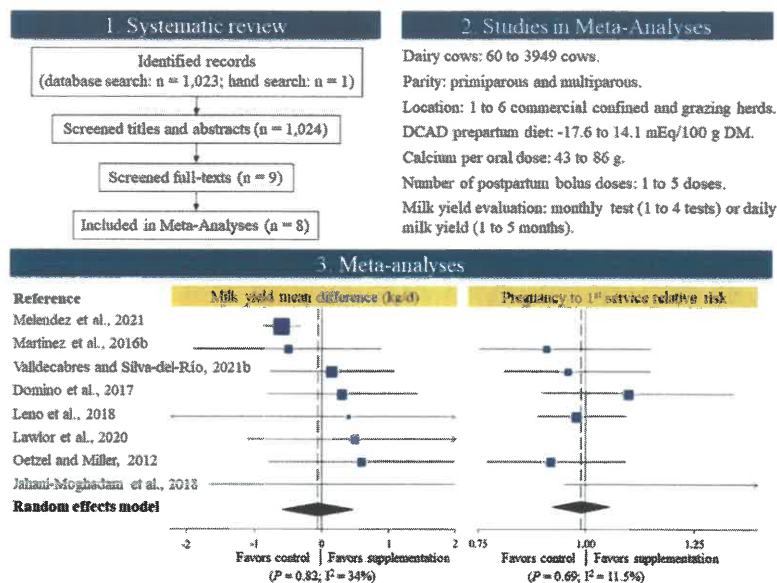 1. Systematic review
Identified records
(database search: n = 1,023; hand search: n = 1)
Screened titles and abstracts (n = 1,024)
Screened full-texts (n = 9)
Included in Meta-Analyses (n = 8)
2. Studies in Meta-Analyses
Dairy cows: 60 to 3949 cows.
Parity: primiparous and multiparous.
Location: 1 to 6 commercial confined and grazing herds.
DCAD prepartum diet: -17.6 to 14.1 mEq/100 g DM.
Calcium per oral dose: 43 to 86 g.
Number of postpartum bolus doses: 1 to 5 doses.
Milk yield evaluation: monthly test (1 to 4 tests) or daily
milk yield (1 to 5 months).
3. Meta-analyses
Reference
Milk yield mean difference (kg/d)
Pregnancy to 1st service relative risk
Melendez et al., 2021
Martinez et al., 2016b
Valldecabres and Silva-del-Río, 2021b
Domino et al., 2017
Leno et al., 2018
Lawlor et al., 2020
Oetzel and Miller, 2012
Jahani-Moghadam et al., 2018
Random effects model
-2 -1 0 1 2
0.75 1.00 1.25
Favors control Favors supplementation
(P = 0.82; I² = 34%)
Favors control Favors supplementation
(P = 0.69; I² = 11.5%)